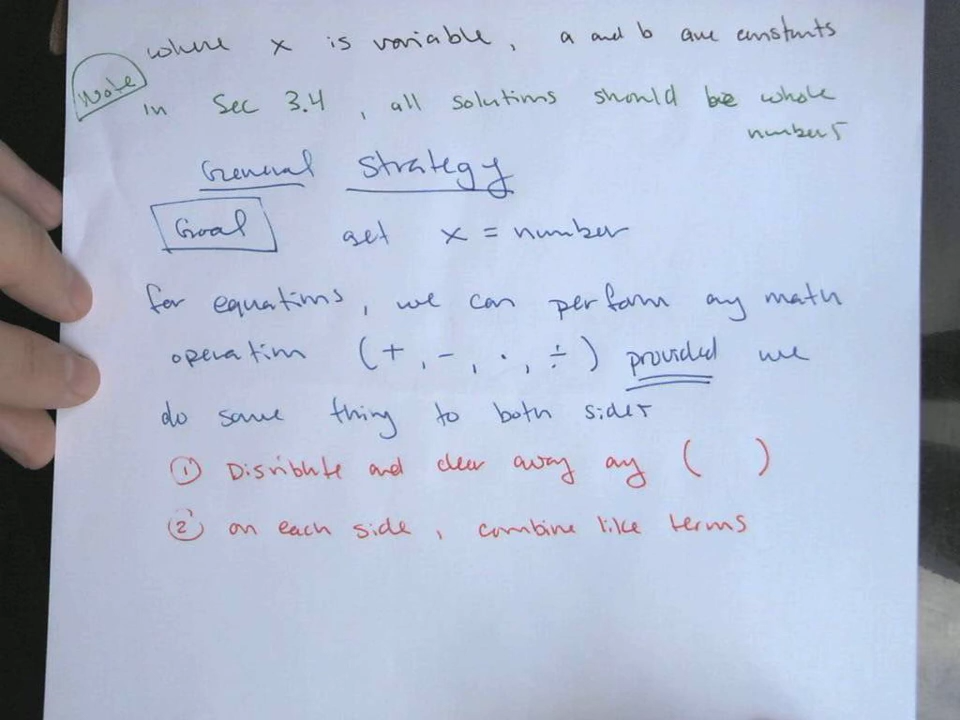 where x is variable, a and b are constants
Note
in Sec 3.4, all solutions should be whole
numbers
General Strategy
Goal get x = number
for equations, we can perform any math
operation (+, -, ·, ÷) provided we
do same thing to both sides
① Disribute and clear away any ( )
② on each side, combine like terms